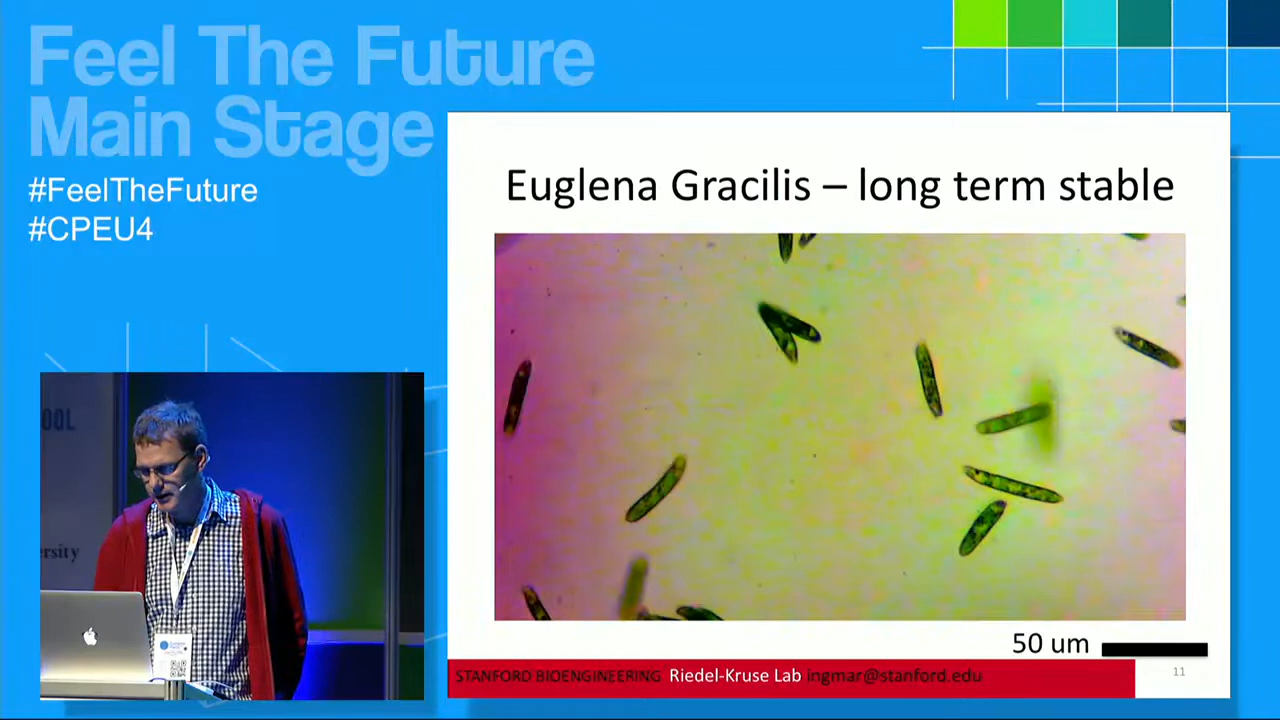 Feel The Future
Main Stage
#FeelTheFuture
#CPEU4
Euglena Gracilis – long term stable
50 um
STANFORD BIOENGINEERING Riedel-Kruse Lab ingmar@stanford.edu
11